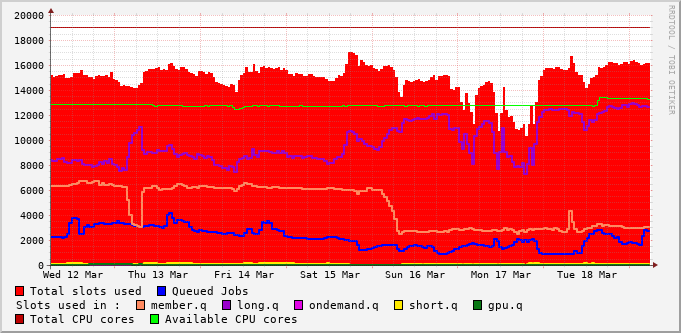 20000
18000
16000
14000
12000
10000
8000
6000
4000
2000
0
Wed 12 Mar Thu 13 Mar Fri 14 Mar Sat 15 Mar Sun 16 Mar Mon 17 Mar Tue 18 Mar
Total slots used Queued Jobs
Slots used in : member.q long.q ondemand.q short.q gpu.q
Total CPU cores Available CPU cores
RRDTOOL / TOBI OETIKER